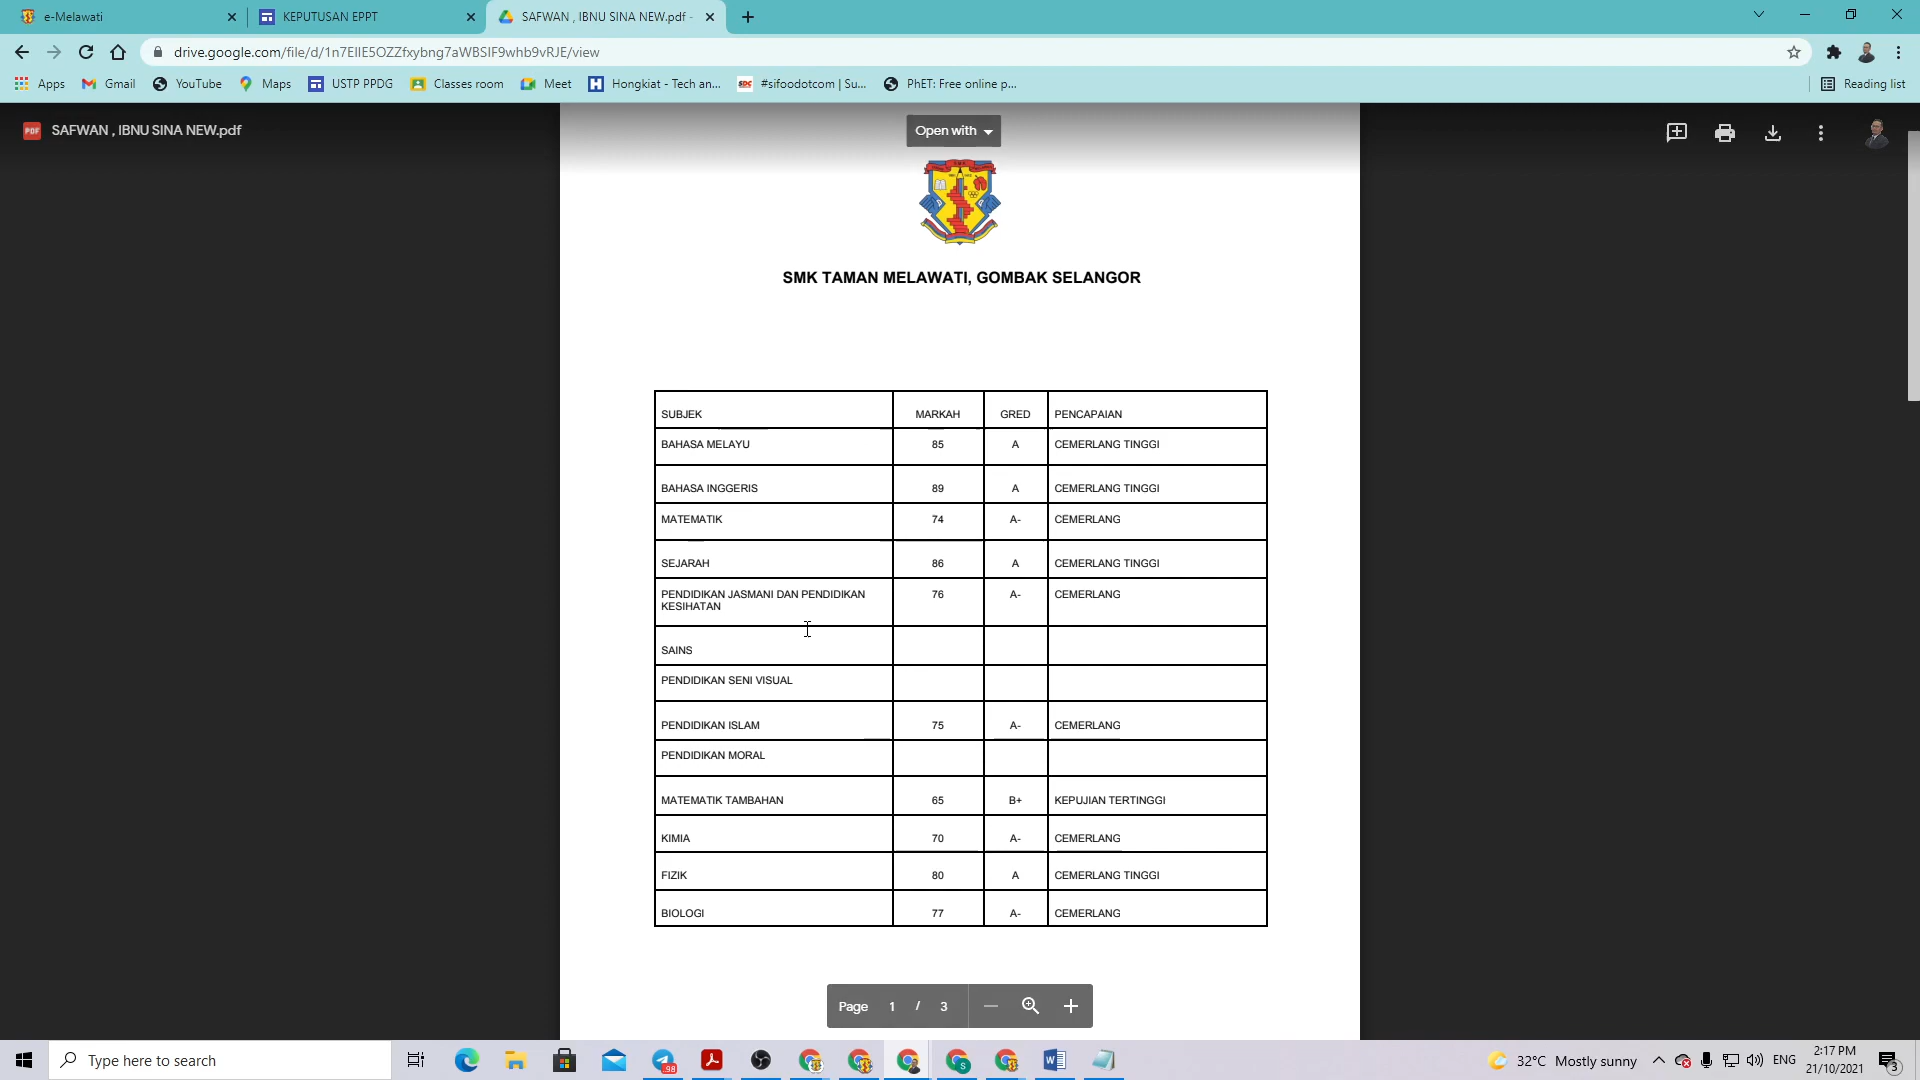 e-Melawati
KEPUTUSAN EPPT
SAFWAN , IBNU SINA NEW.pdf -
drive.google.com/file/d/1n7EIlE5OZZfxybng7aWBSIF9whb9vRJE/view
Apps
Gmail
YouTube
Maps
USTP PPDG
Classes room
Meet
Hongkiat - Tech an...
#sifoodotcom | Su...
PhET: Free online p...
Reading list
PDF
SAFWAN , IBNU SINA NEW.pdf
Open with
SMK TAMAN MELAWATI, GOMBAK SELANGOR
SUBJEK MARKAH GRED PENCAPAIAN
BAHASA MELAYU 85 A CEMERLANG TINGGI
BAHASA INGGERIS 89 A CEMERLANG TINGGI
MATEMATIK 74 A- CEMERLANG
SEJARAH 86 A CEMERLANG TINGGI
PENDIDIKAN JASMANI DAN PENDIDIKAN 76 A- CEMERLANG
KESIHATAN
SAINS
PENDIDIKAN SENI VISUAL
PENDIDIKAN ISLAM 75 A- CEMERLANG
PENDIDIKAN MORAL
MATEMATIK TAMBAHAN 65 B+ KEPUJIAN TERTINGGI
KIMIA 70 A- CEMERLANG
FIZIK 80 A CEMERLANG TINGGI
BIOLOGI 77 A- CEMERLANG
Page 1 / 3
Type here to search
98
32°C Mostly sunny
ENG
2:17 PM
21/10/2021
3